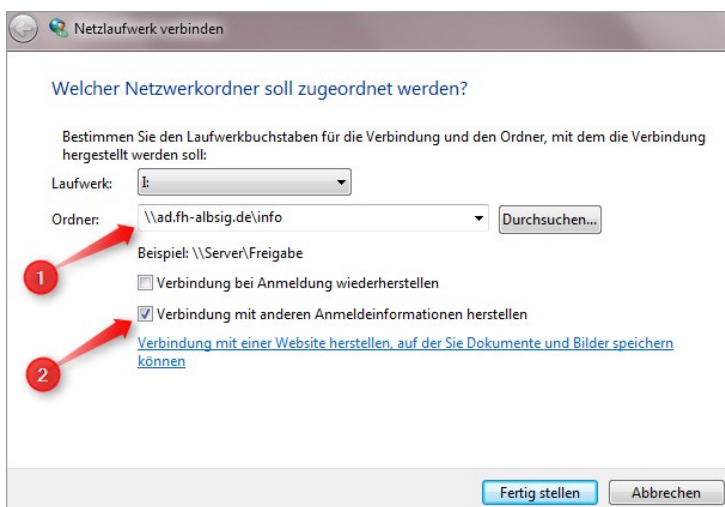 Netzlaufwerk verbinden
Welcher Netzwerkordner soll zugeordnet werden?
Bestimmen Sie den Laufwerkbuchstaben für die Verbindung und den Ordner, mit dem die Verbindung
hergestellt werden soll:
Laufwerk: I:
Ordner: \\ad.fh-albsig.de\info Durchsuchen...
1
Beispiel: \\Server\Freigabe
Verbindung bei Anmeldung wiederherstellen
Verbindung mit anderen Anmeldeinformationen herstellen
2
Verbindung mit einer Website herstellen, auf der Sie Dokumente und Bilder speichern
können
Fertig stellen Abbrechen